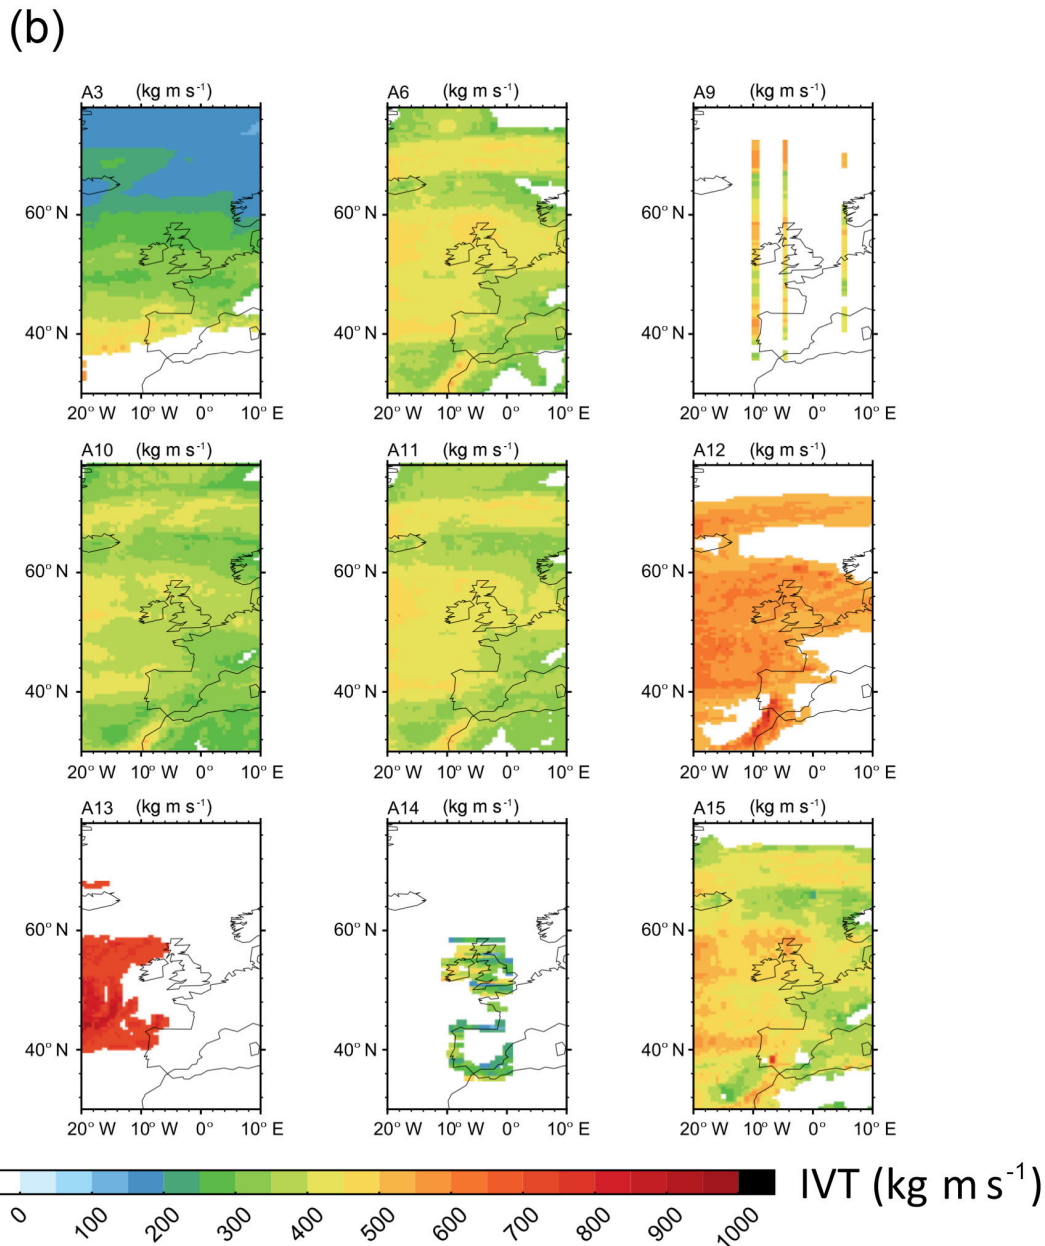 (b)
A3 (kg m s⁻¹) A6 (kg m s⁻¹) A9 (kg m s⁻¹)
60° N 60° N 60° N
40° N 40° N 40° N
20° W 10° W 0° 10° E 20° W 10° W 0° 10° E 20° W 10° W 0° 10° E
A10 (kg m s⁻¹) A11 (kg m s⁻¹) A12 (kg m s⁻¹)
60° N 60° N 60° N
40° N 40° N 40° N
20° W 10° W 0° 10° E 20° W 10° W 0° 10° E 20° W 10° W 0° 10° E
A13 (kg m s⁻¹) A14 (kg m s⁻¹) A15 (kg m s⁻¹)
60° N 60° N 60° N
40° N 40° N 40° N
20° W 10° W 0° 10° E 20° W 10° W 0° 10° E 20° W 10° W 0° 10° E
IVT (kg m s⁻¹)
0 100 200 300 400 500 600 700 800 900 1000